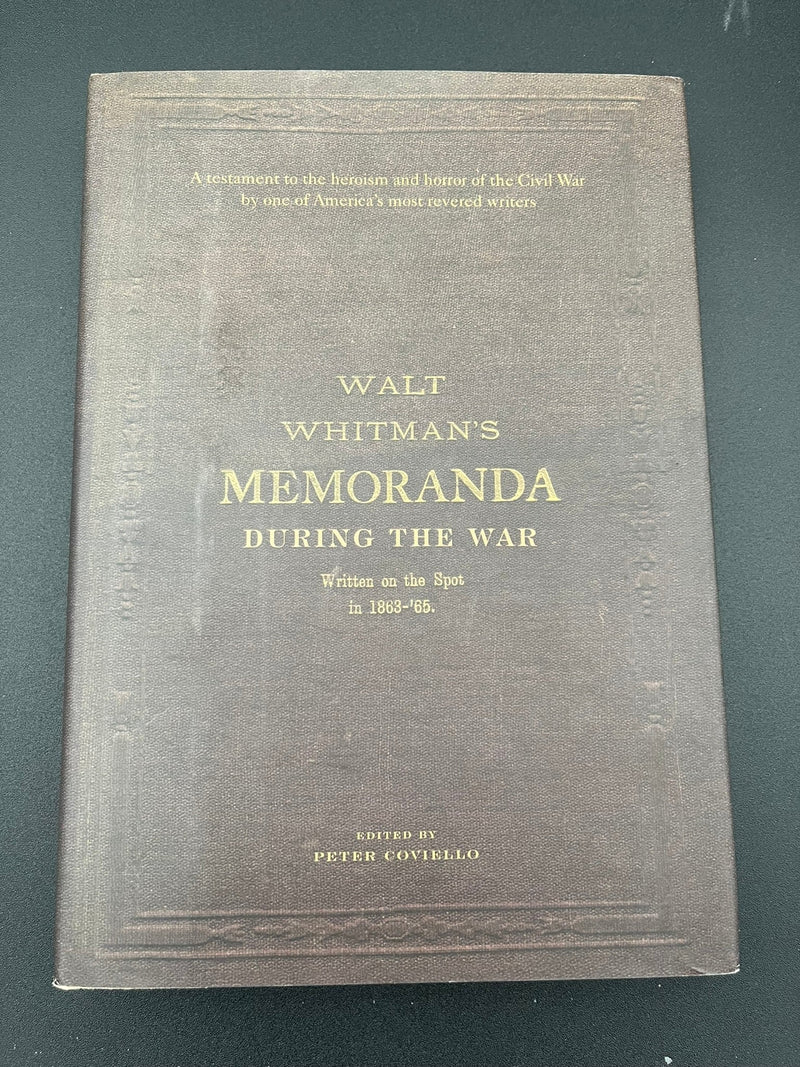 A testament to the heroism and horror of the Civil War
by one of America's most revered writers
WALT
WHITMAN'S
MEMORANDA
DURING THE WAR
Written on the Spot
in 1863-'65.
EDITED BY
PETER COVIELLO